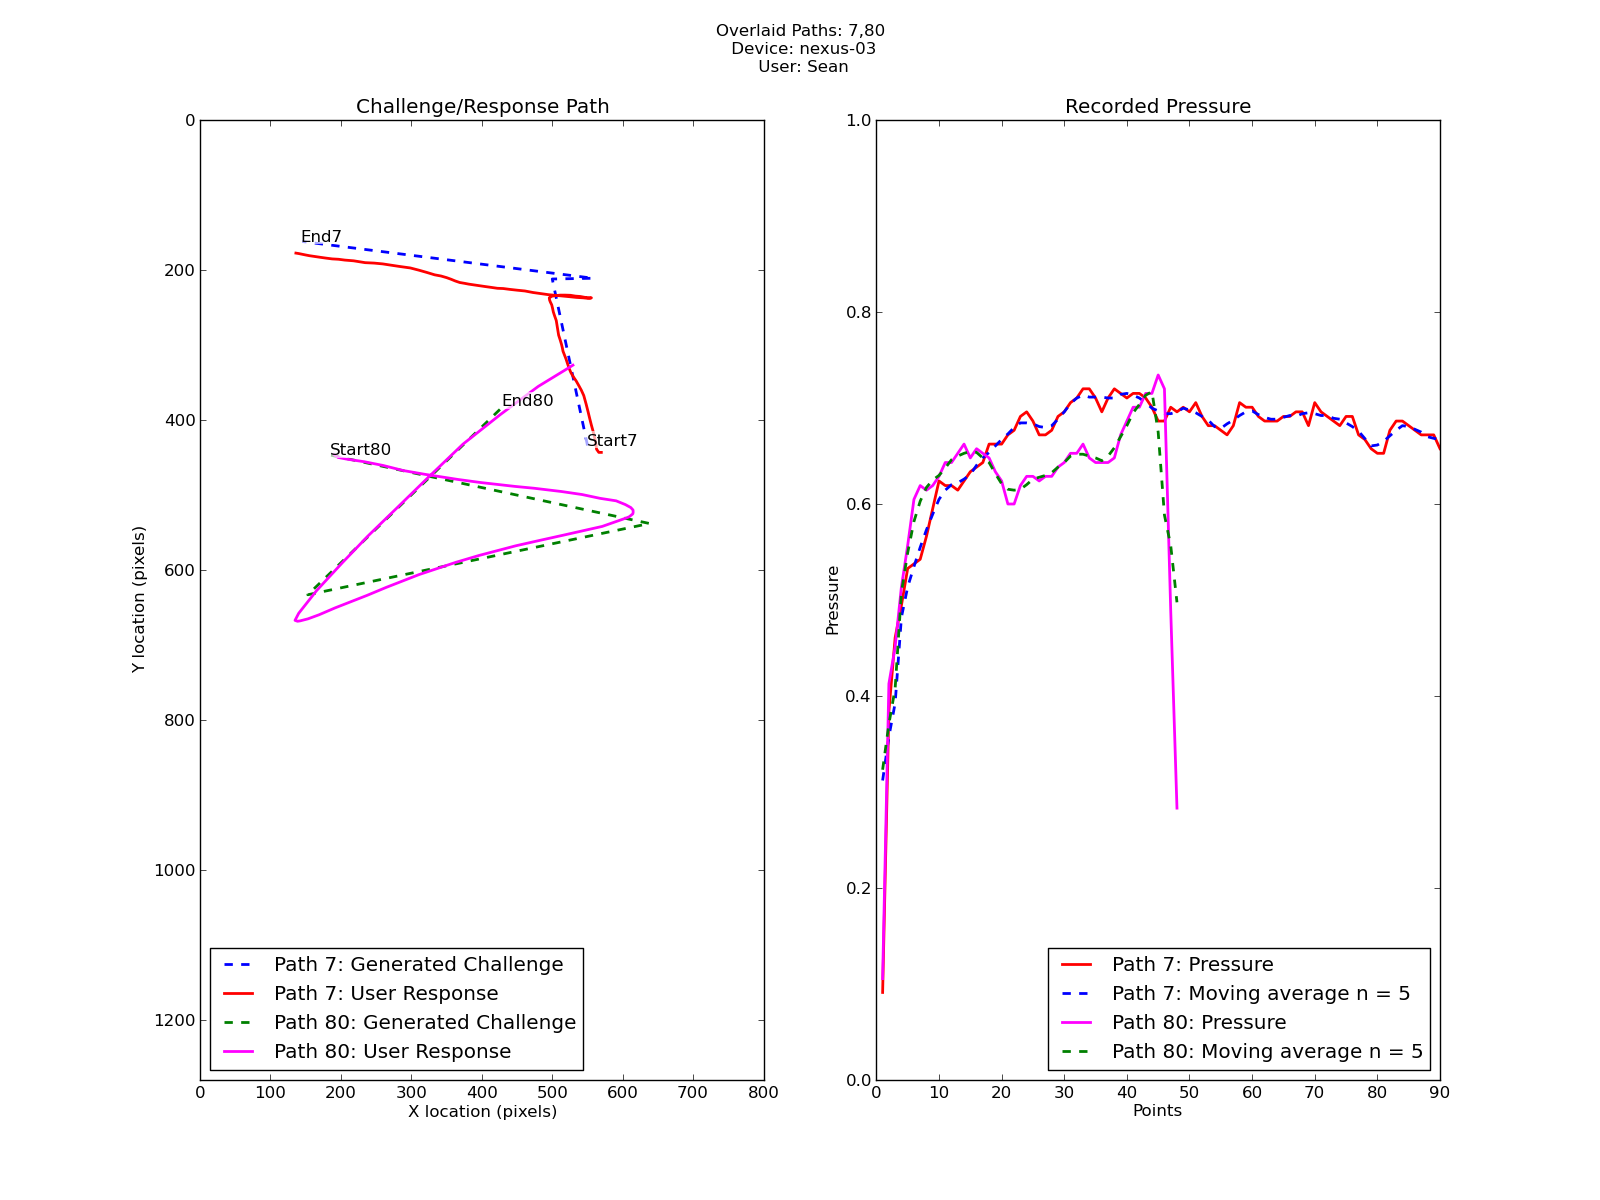 Overlaid Paths: 7,80
Device: nexus-03
User: Sean
Challenge/Response Path
0
200
400
600
800
1000
1200
Y location (pixels)
End7
End80
Start80
Start7
Path 7: Generated Challenge
Path 7: User Response
Path 80: Generated Challenge
Path 80: User Response
0 100 200 300 400 500 600 700 800
X location (pixels)
Recorded Pressure
1.0
0.8
0.6
0.4
0.2
0.0
Pressure
Path 7: Pressure
Path 7: Moving average n = 5
Path 80: Pressure
Path 80: Moving average n = 5
0 10 20 30 40 50 60 70 80 90
Points